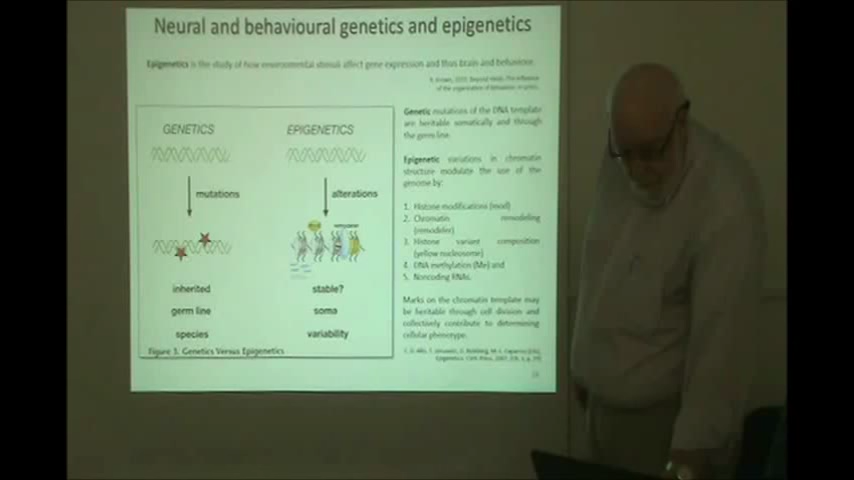 Neural and behavioural genetics and epigenetics
Epigenetics is the study of how environmental stimuli affect gene expression and thus brain and behaviour.
GENETICS
EPIGENETICS
mutations
alterations
inherited
stable?
germ line
soma
species
variability
Figure 3. Genetics Versus Epigenetics
Genetic mutations of the DNA template
are heritable somatically and through
the germ line.
Epigenetic variations in chromatin
structure modulate the use of the
genome by:
1. Histone modifications (mod)
2. Chromatin remodeling
(remodeler)
3. Histone variant composition
(yellow nucleosome)
4. DNA methylation (Me) and
5. Noncoding RNAs.
Marks on the chromatin template may
be heritable through cell division and
collectively contribute to determining
cellular phenotype.